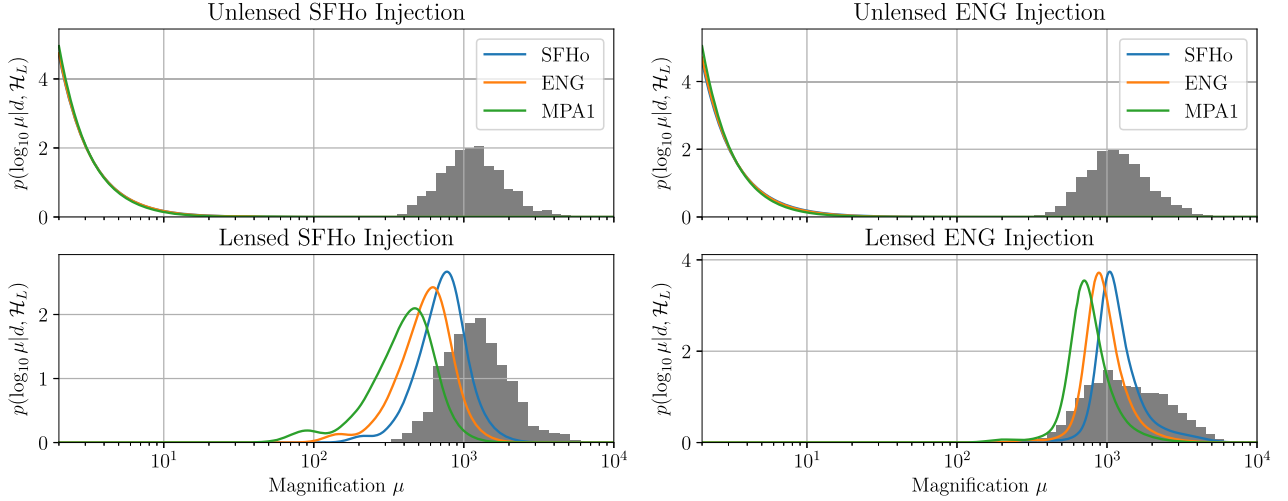 Unlensed SFHo Injection
p(log₁₀ μ|d, ℋ_L)
4
2
0
SFHo
ENG
MPA1
Unlensed ENG Injection
p(log₁₀ μ|d, ℋ_L)
4
2
0
SFHo
ENG
MPA1
Lensed SFHo Injection
p(log₁₀ μ|d, ℋ_L)
2
1
0
10¹ 10² 10³ 10⁴
Magnification μ
Lensed ENG Injection
p(log₁₀ μ|d, ℋ_L)
4
2
0
10¹ 10² 10³ 10⁴
Magnification μ